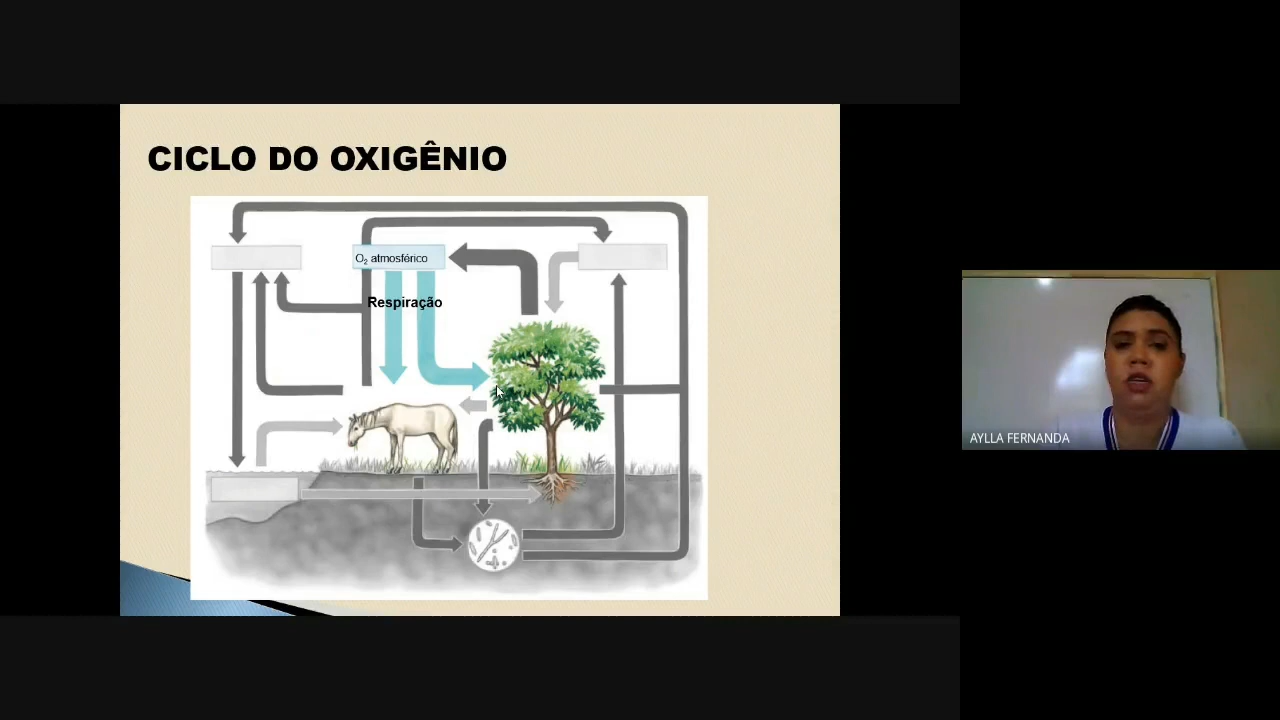 CICLO DO OXIGÊNIO
O₂ atmosférico
Respiração
AYLLA FERNANDA